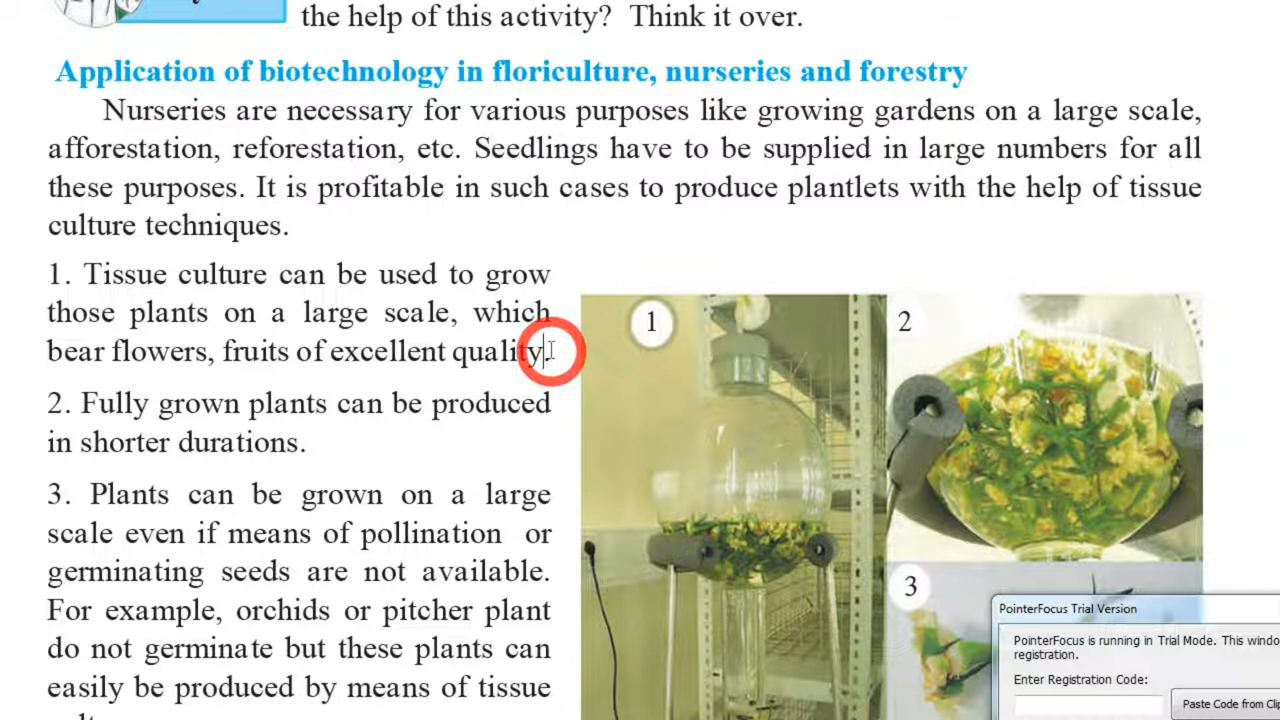 the help of this activity? Think it over.
Application of biotechnology in floriculture, nurseries and forestry
Nurseries are necessary for various purposes like growing gardens on a large scale,
afforestation, reforestation, etc. Seedlings have to be supplied in large numbers for all
these purposes. It is profitable in such cases to produce plantlets with the help of tissue
culture techniques.
1. Tissue culture can be used to grow
those plants on a large scale, which
bear flowers, fruits of excellent quality.
2. Fully grown plants can be produced
in shorter durations.
3. Plants can be grown on a large
scale even if means of pollination or
germinating seeds are not available.
For example, orchids or pitcher plant
do not germinate but these plants can
easily be produced by means of tissue
1
2
3
PointerFocus Trial Version
PointerFocus is running in Trial Mode. This windo
registration.
Enter Registration Code:
Paste Code from Cli